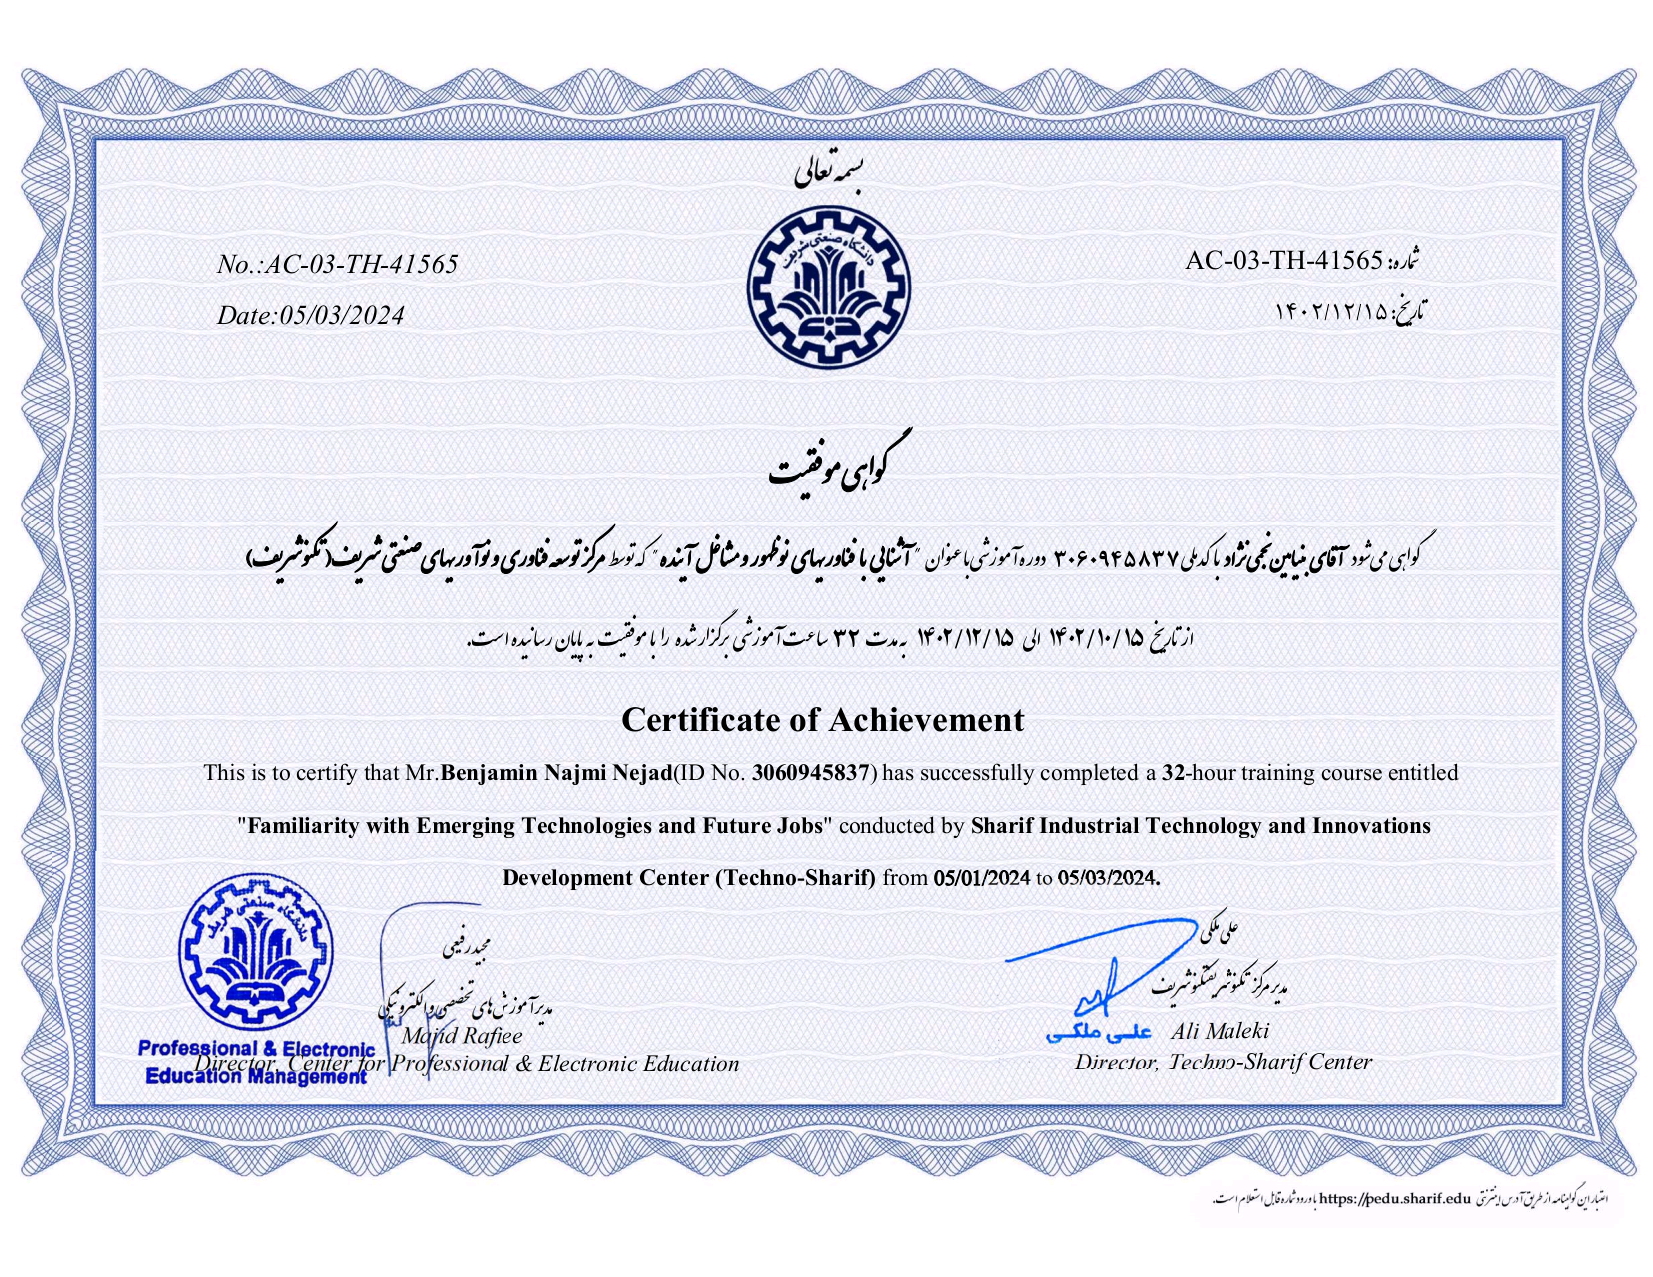 بسمه تعالی
دانشگاه صنعتی شریف
No.:AC-03-TH-41565
شماره: AC-03-TH-41565
Date:05/03/2024
تاریخ: ۱۴۰۲/۱۲/۱۵
گواهی موفقیت
گواهی می‌شود آقای بنیامین نجمی نژاد با کدملی ۳۰۶۰۹۴۵۸۳۷ دوره آموزشی با عنوان "آشنایی با فناوریهای نوظهور و مشاغل آینده" که توسط مرکز توسعه فناوری و نوآوریهای صنعتی شریف (تکنوشریف)
از تاریخ ۱۴۰۲/۱۰/۱۵ الی ۱۴۰۲/۱۲/۱۵ به مدت ۳۲ ساعت آموزشی برگزار شده را با موفقیت به پایان رسانیده است.
Certificate of Achievement
This is to certify that Mr.Benjamin Najmi Nejad(ID No. 3060945837) has successfully completed a 32-hour training course entitled
"Familiarity with Emerging Technologies and Future Jobs" conducted by Sharif Industrial Technology and Innovations
Development Center (Techno-Sharif) from 05/01/2024 to 05/03/2024.
دانشگاه صنعتی شریف
مجید رفیعی
مدیر آموزش‌های تخصصی و الکترونیکی
Majid Rafiee
Director, Center for Professional & Electronic Education
Professional & Electronic
Education Management
علی ملکی
مدیر مرکز تکنوشریف
علی ملکی
Ali Maleki
Director, Techno-Sharif Center
اعتبار این گواهینامه از طریق آدرس اینترنتی https://pedu.sharif.edu با ورود شماره قابل استعلام است.